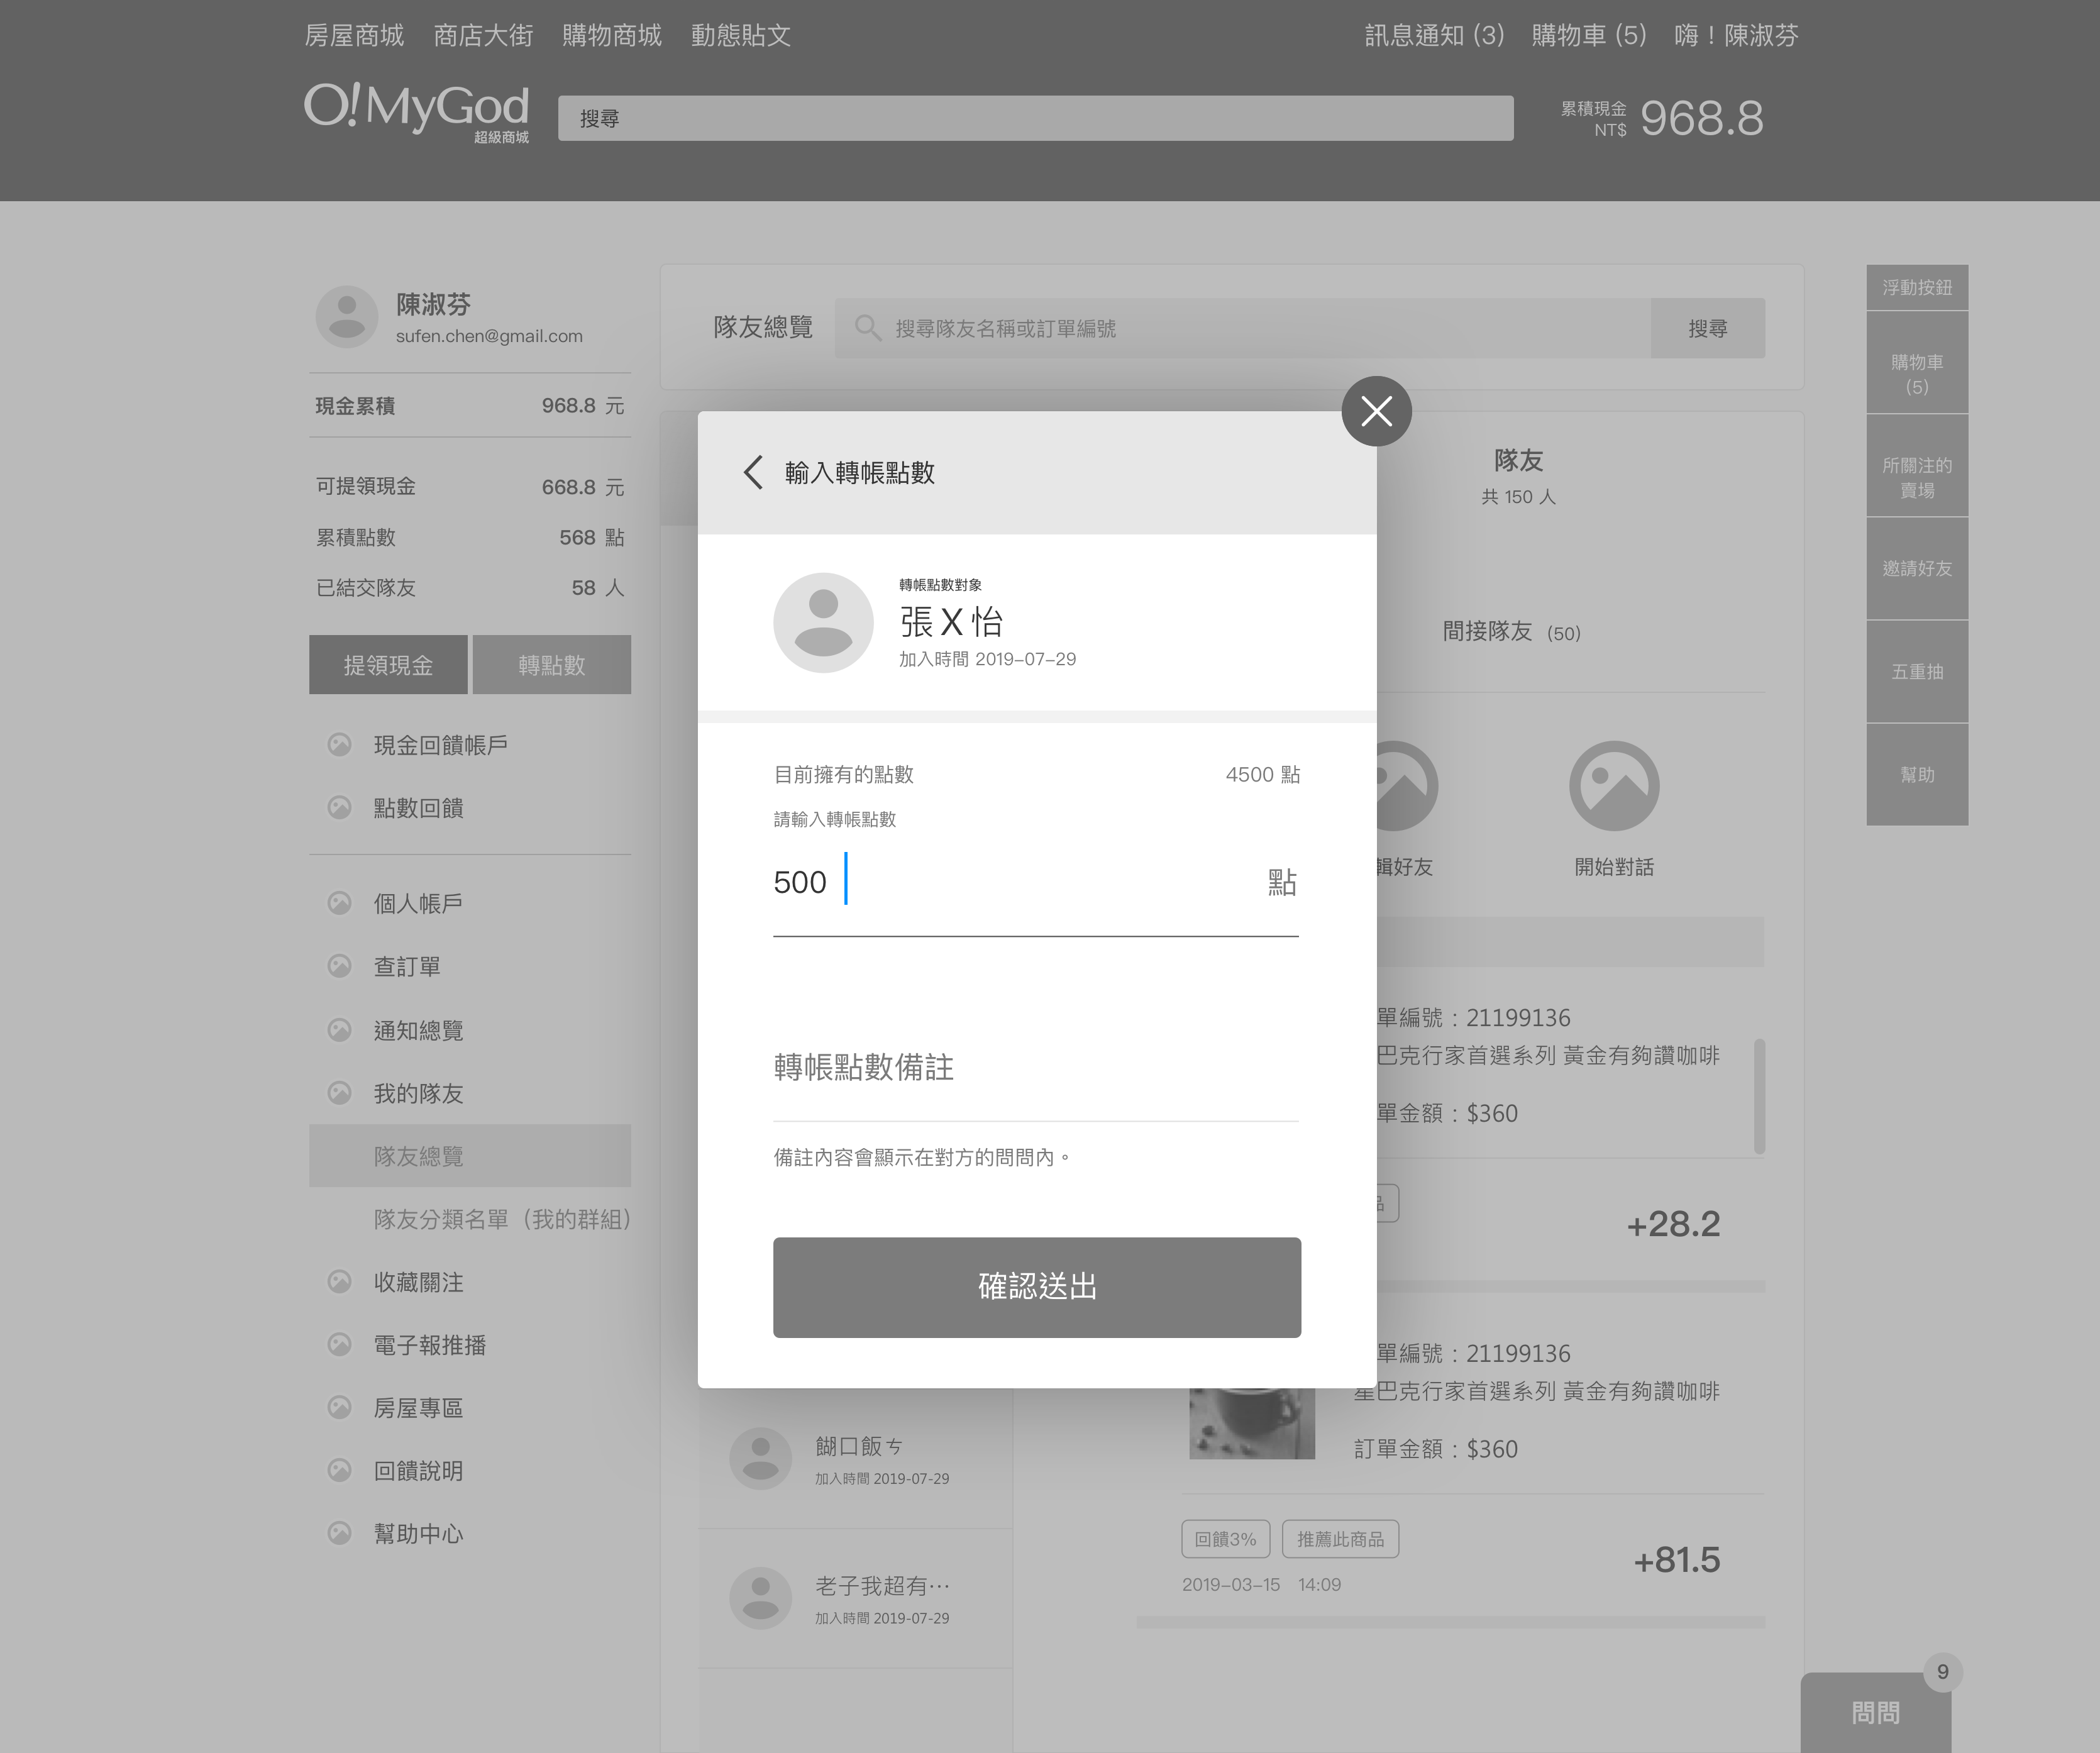 房屋商城 商店大街 購物商城 動態貼文 訊息通知 (3) 購物車 (5) 嗨！陳淑芬
O!MyGod
超級商城
搜尋
累積現金
NT$
968.8
陳淑芬
sufen.chen@gmail.com
現金累積 968.8 元
可提領現金 668.8 元
累積點數 568 點
已結交隊友 58 人
提領現金 轉點數
現金回饋帳戶
點數回饋
個人帳戶
查訂單
通知總覽
我的隊友
隊友總覽
隊友分類名單（我的群組）
收藏關注
電子報推播
房屋專區
回饋說明
幫助中心
隊友總覽 搜尋隊友名稱或訂單編號 搜尋
輸入轉帳點數
轉帳點數對象
張X怡
加入時間 2019-07-29
目前擁有的點數 4500 點
請輸入轉帳點數
500 點
轉帳點數備註
備註內容會顯示在對方的問問內。
確認送出
隊友
共 150 人
間接隊友 (50)
輯好友 開始對話
單編號：21199136
巴克行家首選系列 黃金有夠讚咖啡
單金額：$360
品
+28.2
單編號：21199136
星巴克行家首選系列 黃金有夠讚咖啡
訂單金額：$360
回饋3% 推薦此商品
+81.5
2019-03-15 14:09
餬口飯ㄘ
加入時間 2019-07-29
老子我超有…
加入時間 2019-07-29
浮動按鈕
購物車
(5)
所關注的
賣場
邀請好友
五重抽
幫助
9
問問